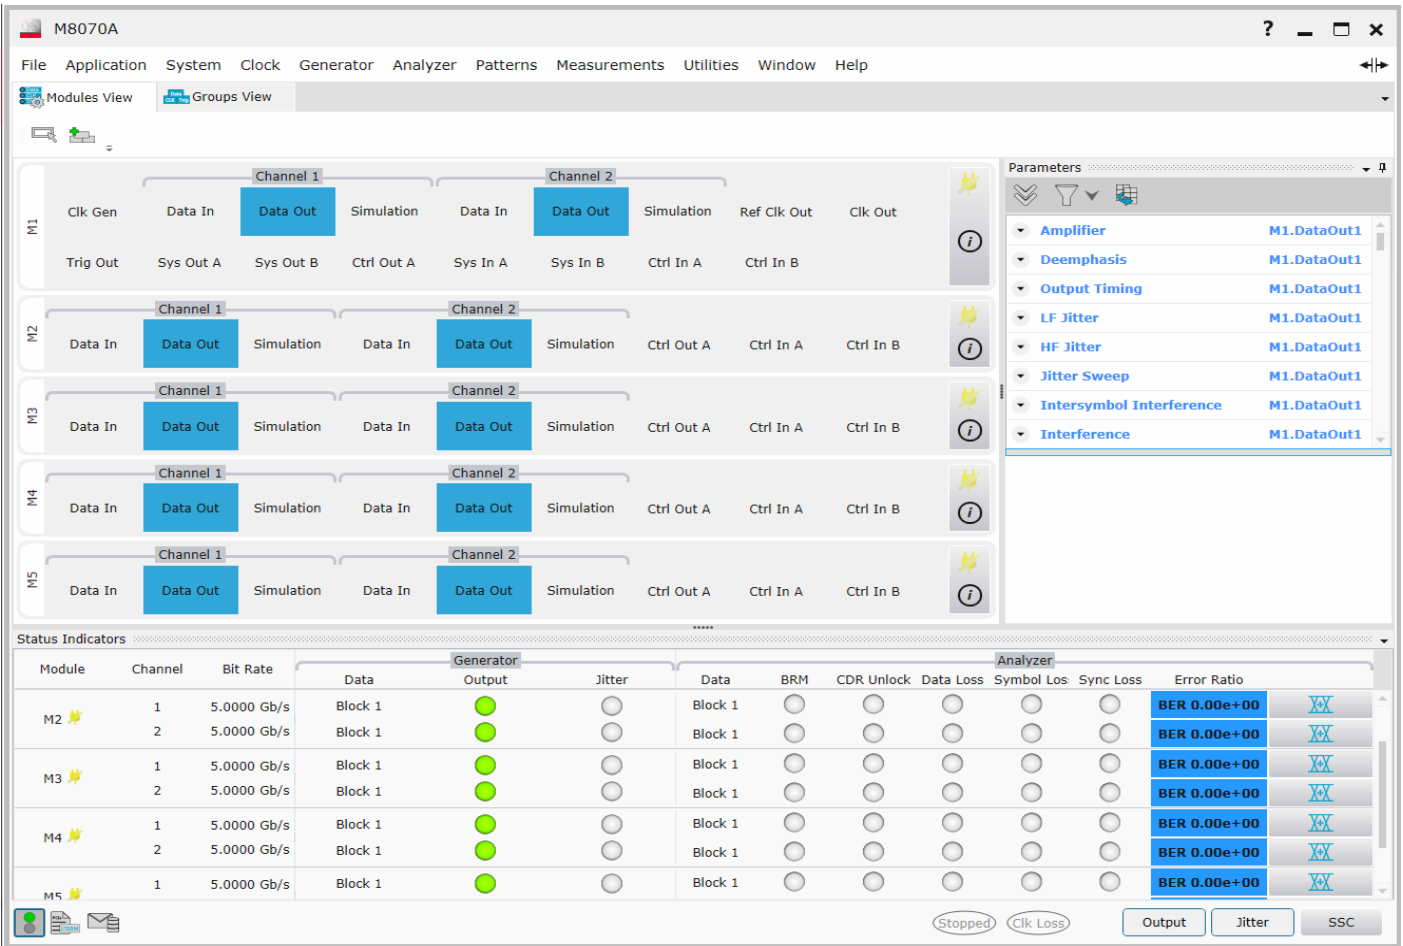 M8070A
?
File Application System Clock Generator Analyzer Patterns Measurements Utilities Window Help
Modules View Groups View
Parameters
M1
Channel 1 Channel 2
Clk Gen Data In Data Out Simulation Data In Data Out Simulation Ref Clk Out Clk Out
Trig Out Sys Out A Sys Out B Ctrl Out A Sys In A Sys In B Ctrl In A Ctrl In B
i
M2
Channel 1 Channel 2
Data In Data Out Simulation Data In Data Out Simulation Ctrl Out A Ctrl In A Ctrl In B
i
M3
Channel 1 Channel 2
Data In Data Out Simulation Data In Data Out Simulation Ctrl Out A Ctrl In A Ctrl In B
i
M4
Channel 1 Channel 2
Data In Data Out Simulation Data In Data Out Simulation Ctrl Out A Ctrl In A Ctrl In B
i
M5
Channel 1 Channel 2
Data In Data Out Simulation Data In Data Out Simulation Ctrl Out A Ctrl In A Ctrl In B
i
Amplifier M1.DataOut1
Deemphasis M1.DataOut1
Output Timing M1.DataOut1
LF Jitter M1.DataOut1
HF Jitter M1.DataOut1
Jitter Sweep M1.DataOut1
Intersymbol Interference M1.DataOut1
Interference M1.DataOut1
Status Indicators
Generator Analyzer
Module Channel Bit Rate Data Output Jitter Data BRM CDR Unlock Data Loss Symbol Los Sync Loss Error Ratio
M2
1 5.0000 Gb/s Block 1 Block 1 BER 0.00e+00
2 5.0000 Gb/s Block 1 Block 1 BER 0.00e+00
M3
1 5.0000 Gb/s Block 1 Block 1 BER 0.00e+00
2 5.0000 Gb/s Block 1 Block 1 BER 0.00e+00
M4
1 5.0000 Gb/s Block 1 Block 1 BER 0.00e+00
2 5.0000 Gb/s Block 1 Block 1 BER 0.00e+00
M5
1 5.0000 Gb/s Block 1 Block 1 BER 0.00e+00
Stopped Clk Loss Output Jitter SSC